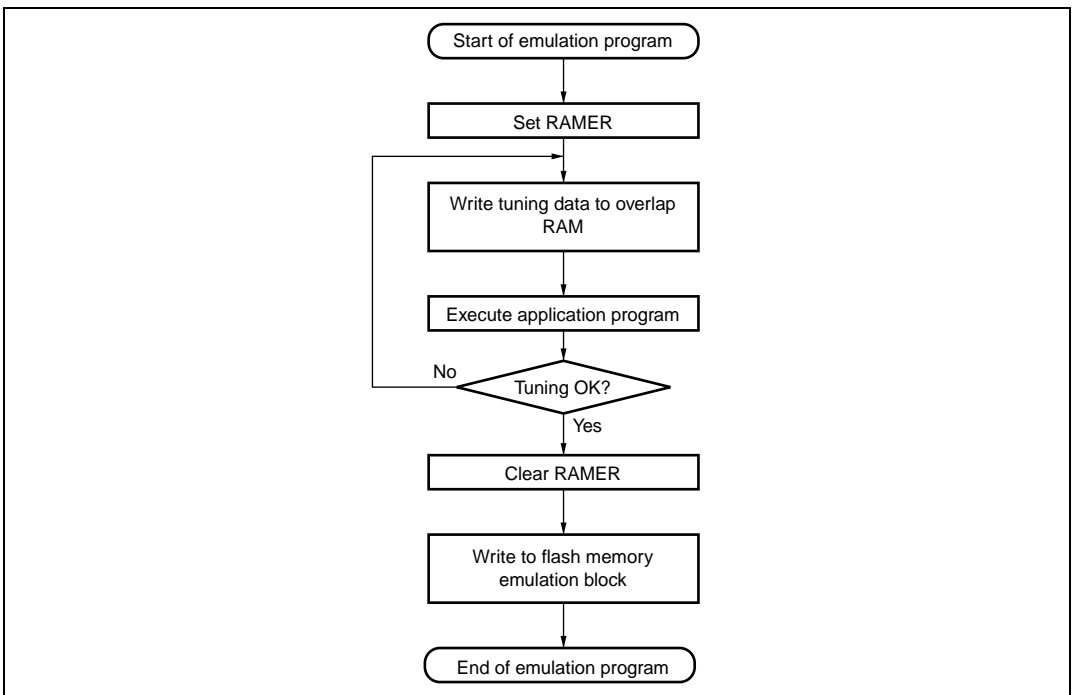 Start of emulation program
Set RAMER
Write tuning data to overlap
RAM
Execute application program
No
Tuning OK?
Yes
Clear RAMER
Write to flash memory
emulation block
End of emulation program